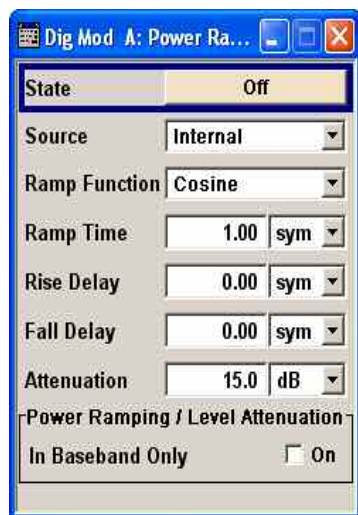 Dig Mod A: Power Ra...
State Off
Source Internal
Ramp Function Cosine
Ramp Time 1.00 sym
Rise Delay 0.00 sym
Fall Delay 0.00 sym
Attenuation 15.0 dB
Power Ramping / Level Attenuation
In Baseband Only On